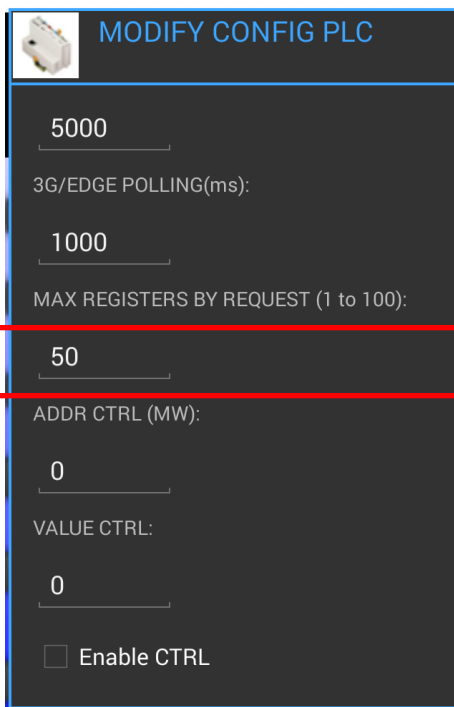 MODIFY CONFIG PLC
5000
3G/EDGE POLLING(ms):
1000
MAX REGISTERS BY REQUEST (1 to 100):
50
ADDR CTRL (MW):
0
VALUE CTRL:
0
Enable CTRL